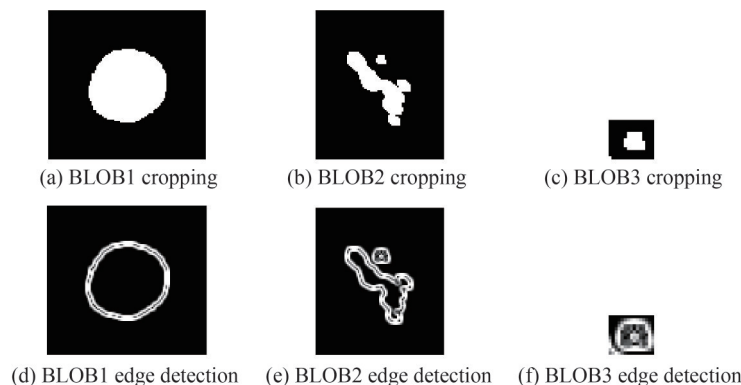 (a) BLOB1 cropping
(b) BLOB2 cropping
(c) BLOB3 cropping
(d) BLOB1 edge detection
(e) BLOB2 edge detection
(f) BLOB3 edge detection